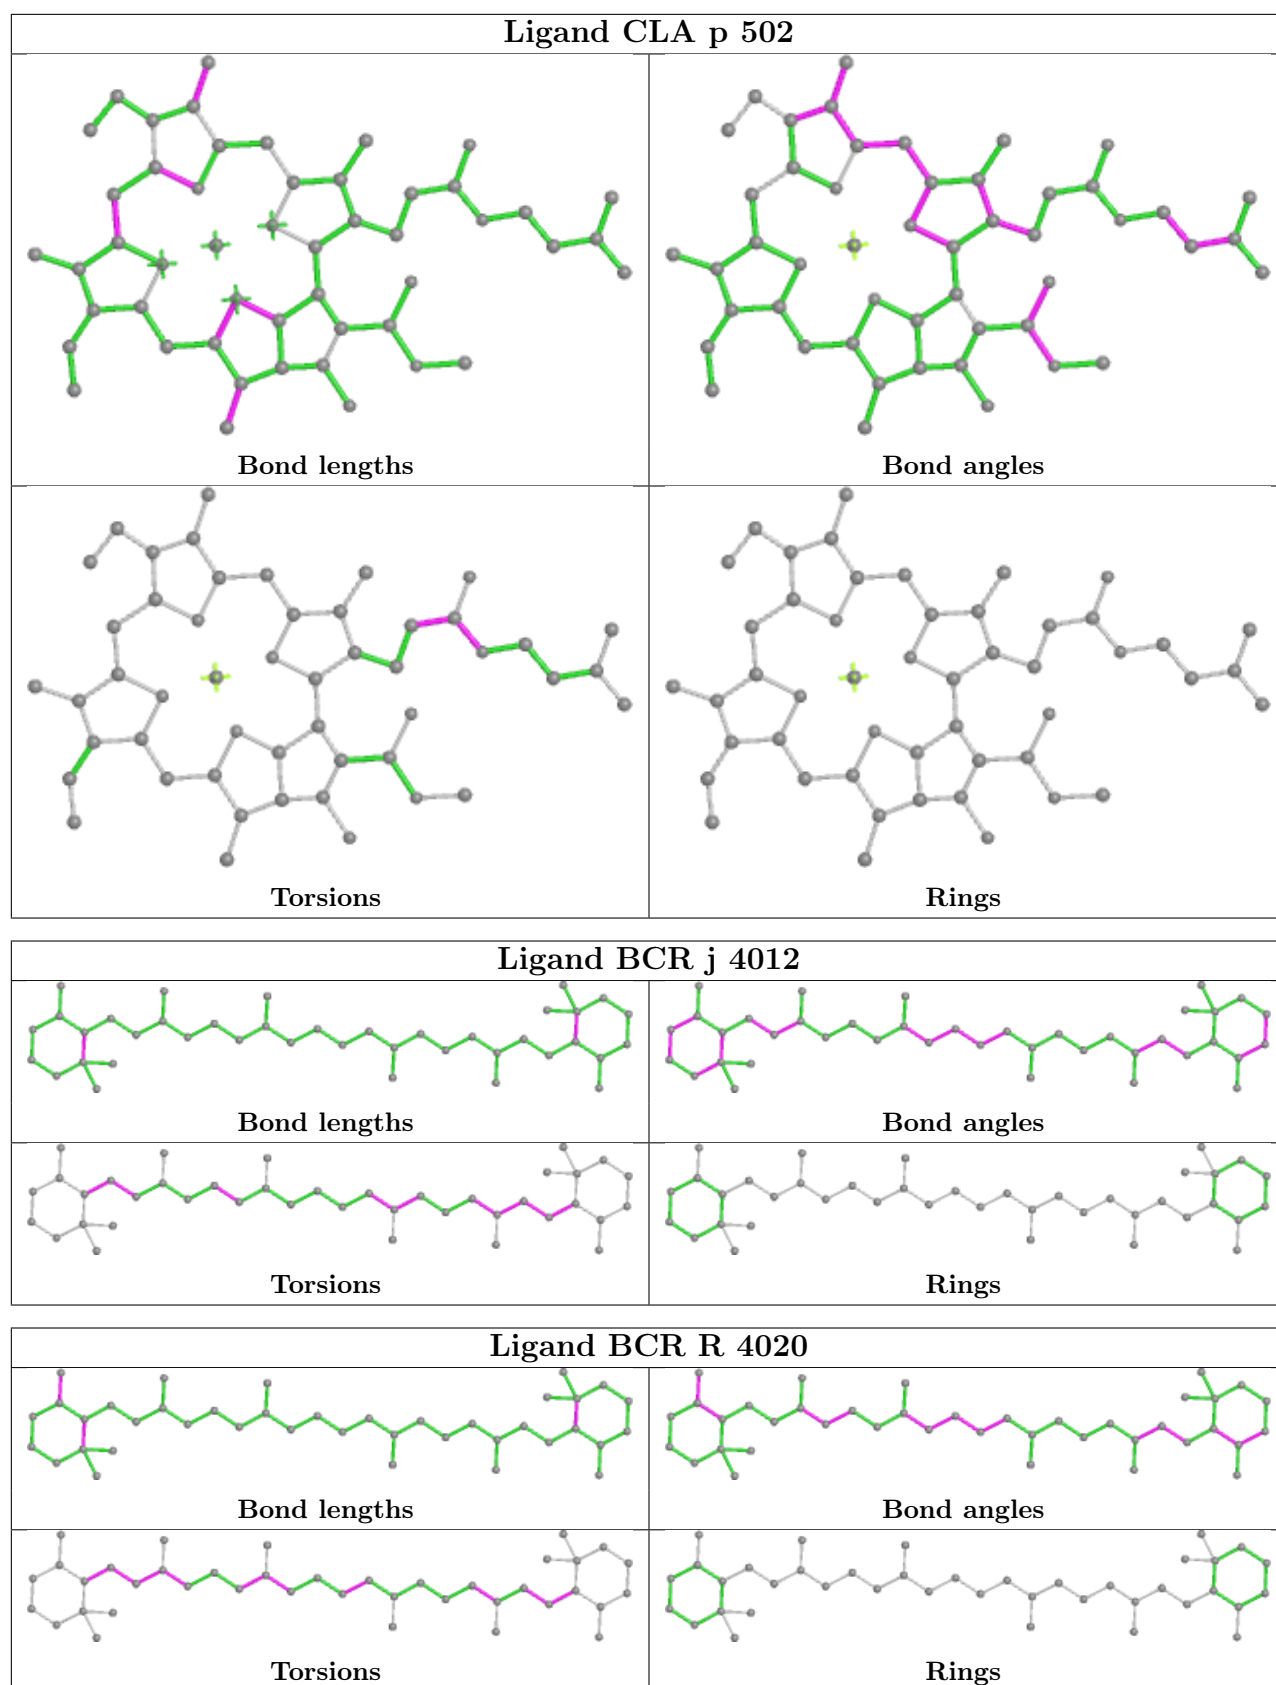 Ligand CLA p 502
Bond lengths
Bond angles
Torsions
Rings
Ligand BCR j 4012
Bond lengths
Bond angles
Torsions
Rings
Ligand BCR R 4020
Bond lengths
Bond angles
Torsions
Rings